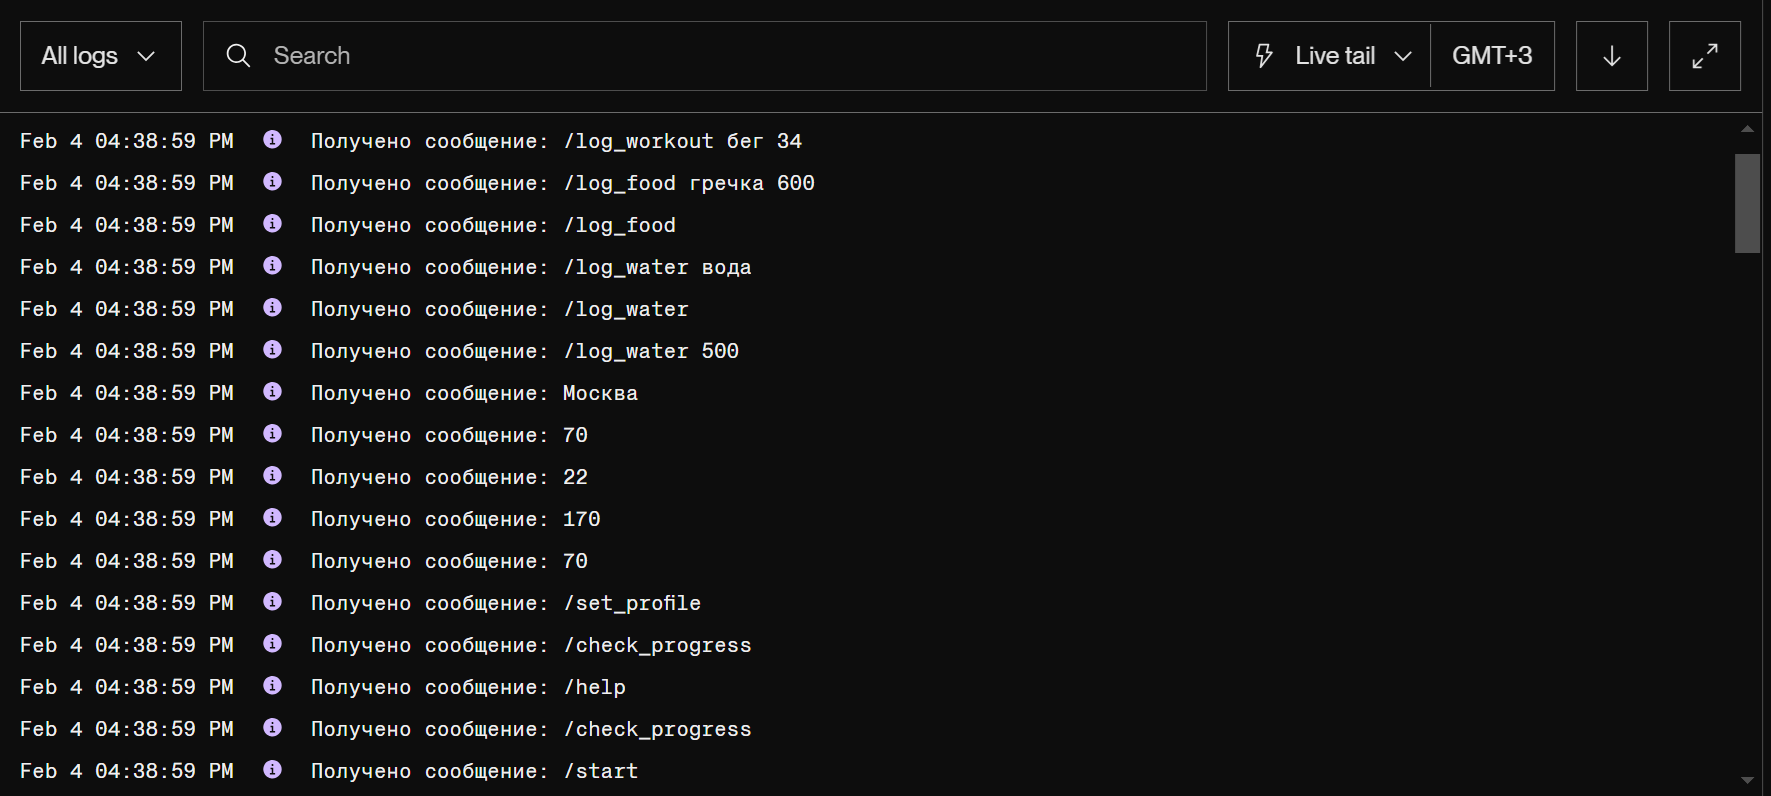 All logs Search Live tail GMT+3
Feb 4 04:38:59 PM Получено сообщение: /log_workout бег 34
Feb 4 04:38:59 PM Получено сообщение: /log_food гречка 600
Feb 4 04:38:59 PM Получено сообщение: /log_food
Feb 4 04:38:59 PM Получено сообщение: /log_water вода
Feb 4 04:38:59 PM Получено сообщение: /log_water
Feb 4 04:38:59 PM Получено сообщение: /log_water 500
Feb 4 04:38:59 PM Получено сообщение: Москва
Feb 4 04:38:59 PM Получено сообщение: 70
Feb 4 04:38:59 PM Получено сообщение: 22
Feb 4 04:38:59 PM Получено сообщение: 170
Feb 4 04:38:59 PM Получено сообщение: 70
Feb 4 04:38:59 PM Получено сообщение: /set_profile
Feb 4 04:38:59 PM Получено сообщение: /check_progress
Feb 4 04:38:59 PM Получено сообщение: /help
Feb 4 04:38:59 PM Получено сообщение: /check_progress
Feb 4 04:38:59 PM Получено сообщение: /start